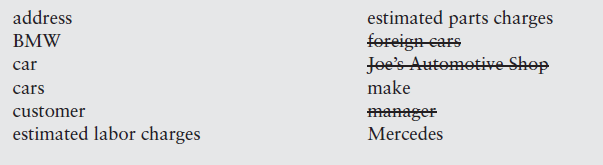 address
BMW
car
cars
customer
estimated labor charges
estimated parts charges
foreign cars
Joe's Automotive Shop
make
manager
Mercedes